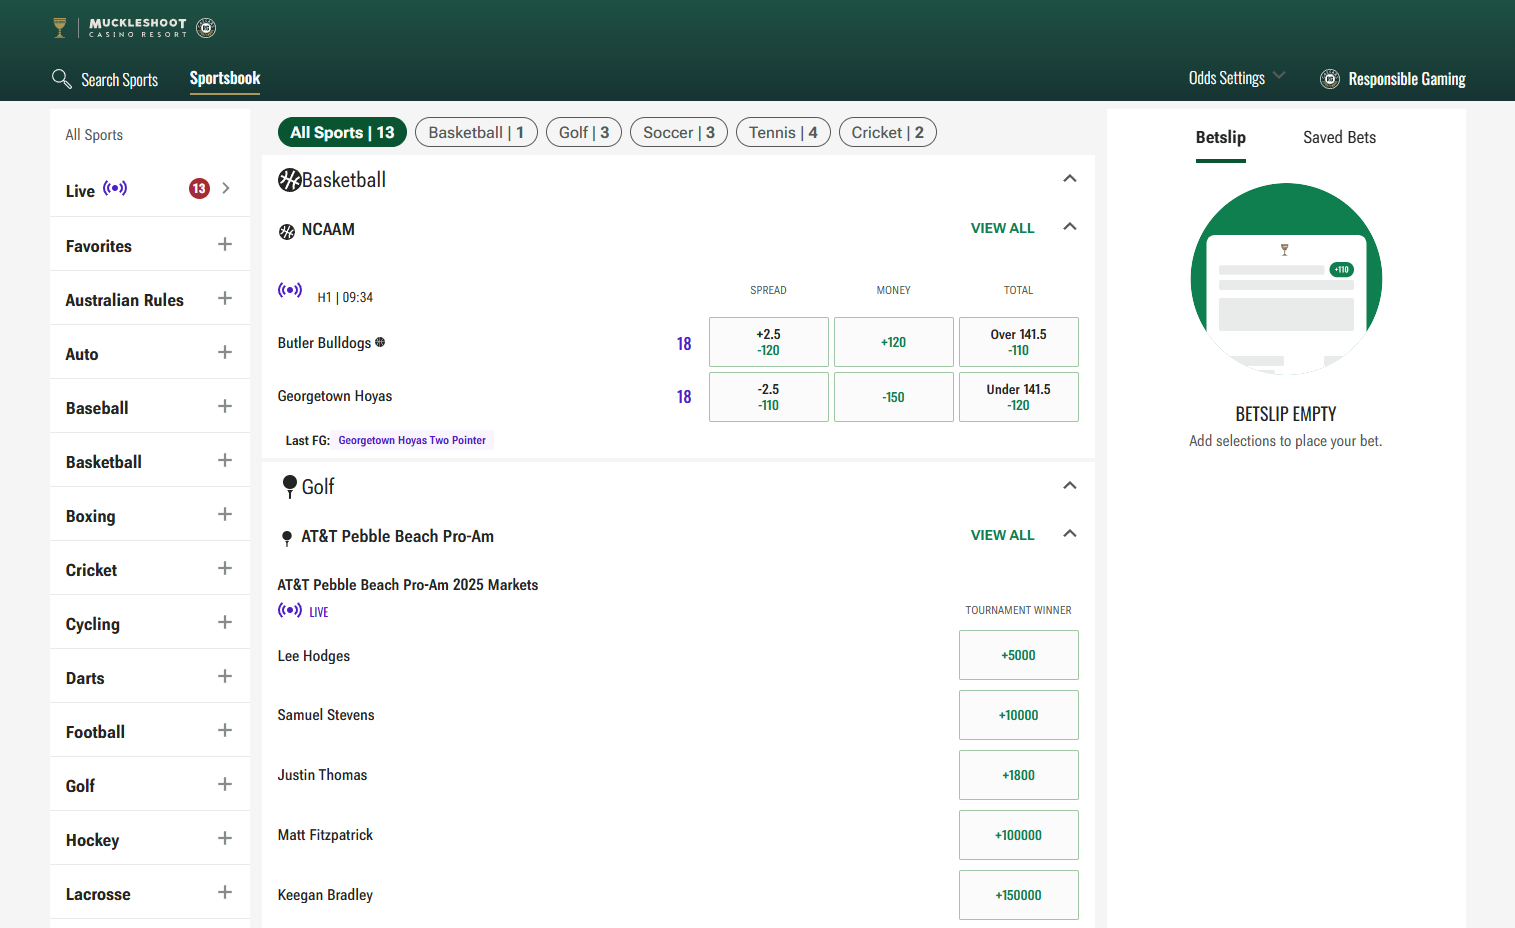 MUCKLESHOOT
CASINO RESORT
Search Sports
Sportsbook
Odds Settings
Responsible Gaming
All Sports
Live
13
Favorites
Australian Rules
Auto
Baseball
Basketball
Boxing
Cricket
Cycling
Darts
Football
Golf
Hockey
Lacrosse
All Sports | 13
Basketball | 1
Golf | 3
Soccer | 3
Tennis | 4
Cricket | 2
Basketball
NCAAM
VIEW ALL
H1 | 09:34
SPREAD
MONEY
TOTAL
Butler Bulldogs
18
+2.5
-120
+120
Over 141.5
-110
Georgetown Hoyas
18
-2.5
-110
-150
Under 141.5
-120
Last FG: Georgetown Hoyas Two Pointer
Golf
AT&T Pebble Beach Pro-Am
VIEW ALL
AT&T Pebble Beach Pro-Am 2025 Markets
LIVE
TOURNAMENT WINNER
Lee Hodges
+5000
Samuel Stevens
+10000
Justin Thomas
+1800
Matt Fitzpatrick
+100000
Keegan Bradley
+150000
Betslip
Saved Bets
+110
BETSLIP EMPTY
Add selections to place your bet.